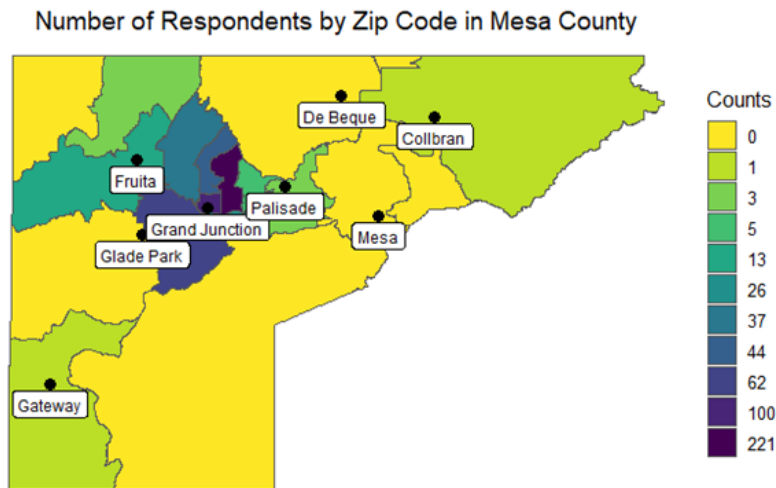 Number of Respondents by Zip Code in Mesa County
De Beque
Collbran
Fruita
Palisade
Grand Junction
Mesa
Glade Park
Gateway
Counts
0
1
3
5
13
26
37
44
62
100
221